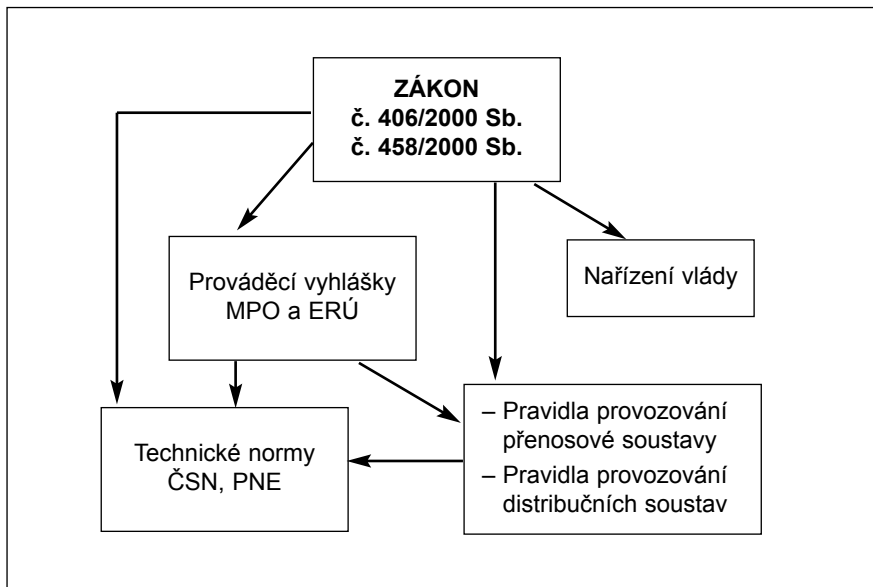 ZÁKON
č. 406/2000 Sb.
č. 458/2000 Sb.
Prováděcí vyhlášky
MPO a ERÚ
Nařízení vlády
Technické normy
ČSN, PNE
– Pravidla provozování
přenosové soustavy
– Pravidla provozování
distribučních soustav